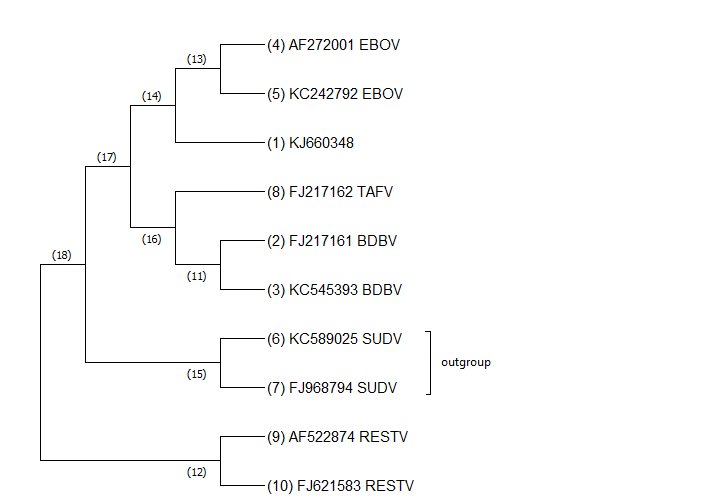 (4) AF272001 EBOV
(13)
(5) KC242792 EBOV
(14)
(1) KJ660348
(17)
(8) FJ217162 TAFV
(16)
(2) FJ217161 BDBV
(18)
(11)
(3) KC545393 BDBV
(6) KC589025 SUDV
outgroup
(15)
(7) FJ968794 SUDV
(9) AF522874 RESTV
(12)
(10) FJ621583 RESTV